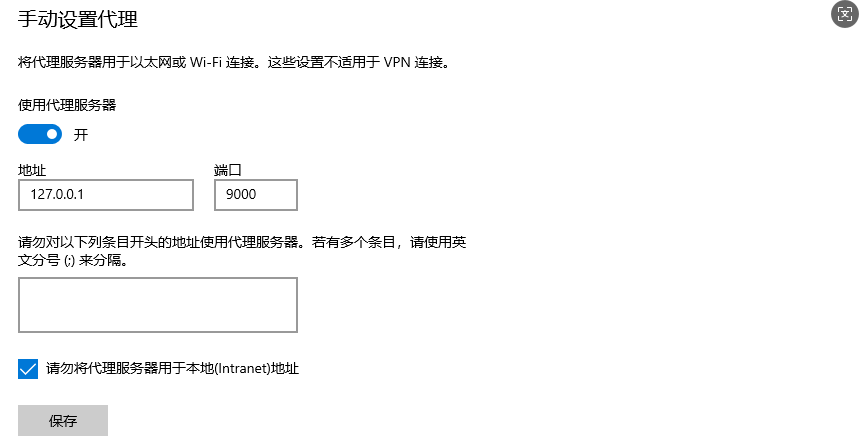 手动设置代理
将代理服务器用于以太网或 Wi-Fi 连接。这些设置不适用于 VPN 连接。
使用代理服务器
开
地址 端口
127.0.0.1 9000
请勿对以下列条目开头的地址使用代理服务器。若有多个条目，请使用英
文分号 (;) 来分隔。
请勿将代理服务器用于本地(Intranet)地址
保存